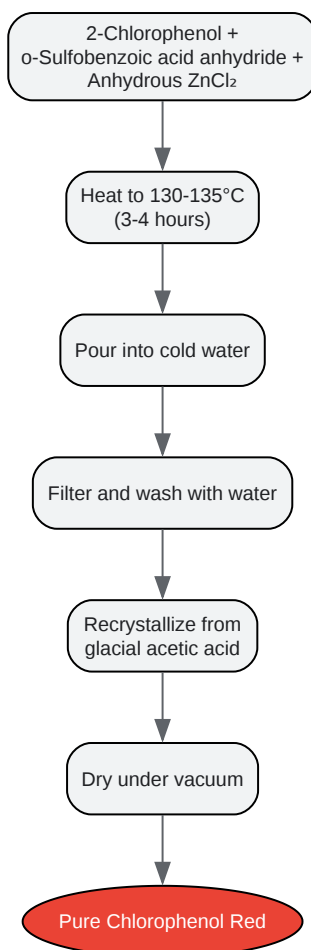 2-Chlorophenol +
o-Sulfobenzoic acid anhydride +
Anhydrous ZnCl₂
Heat to 130-135°C
(3-4 hours)
Pour into cold water
Filter and wash with water
Recrystallize from
glacial acetic acid
Dry under vacuum
Pure Chlorophenol Red